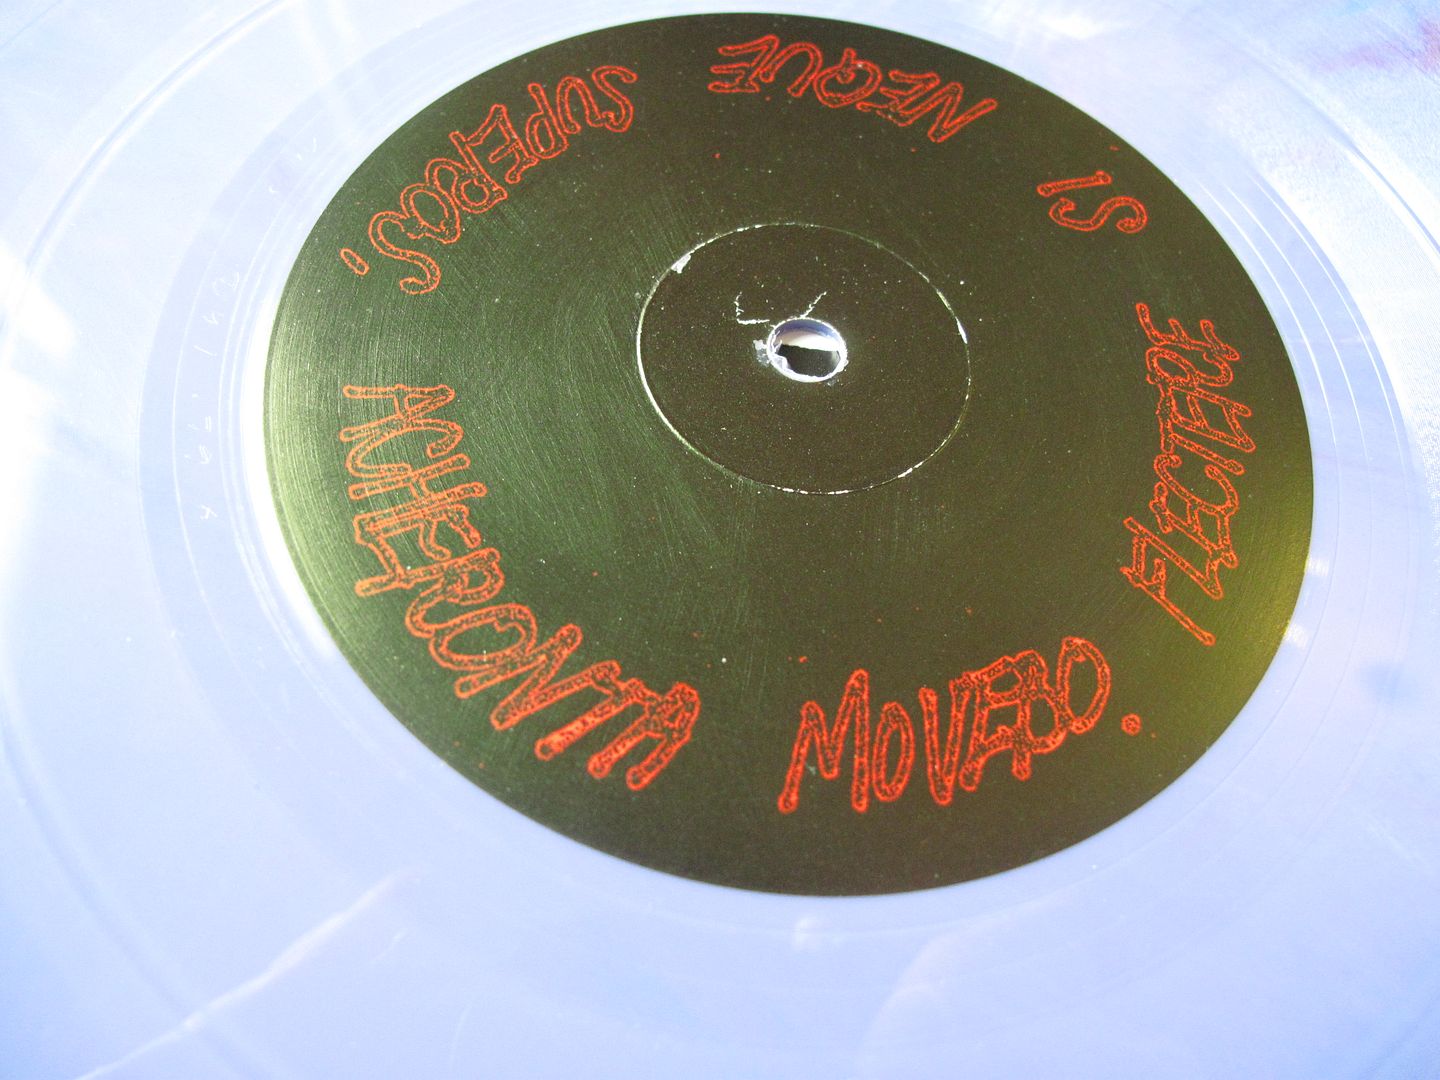 FLECTERE SI NEQUE SUPEROS, ACHERONTA MOVEBO.